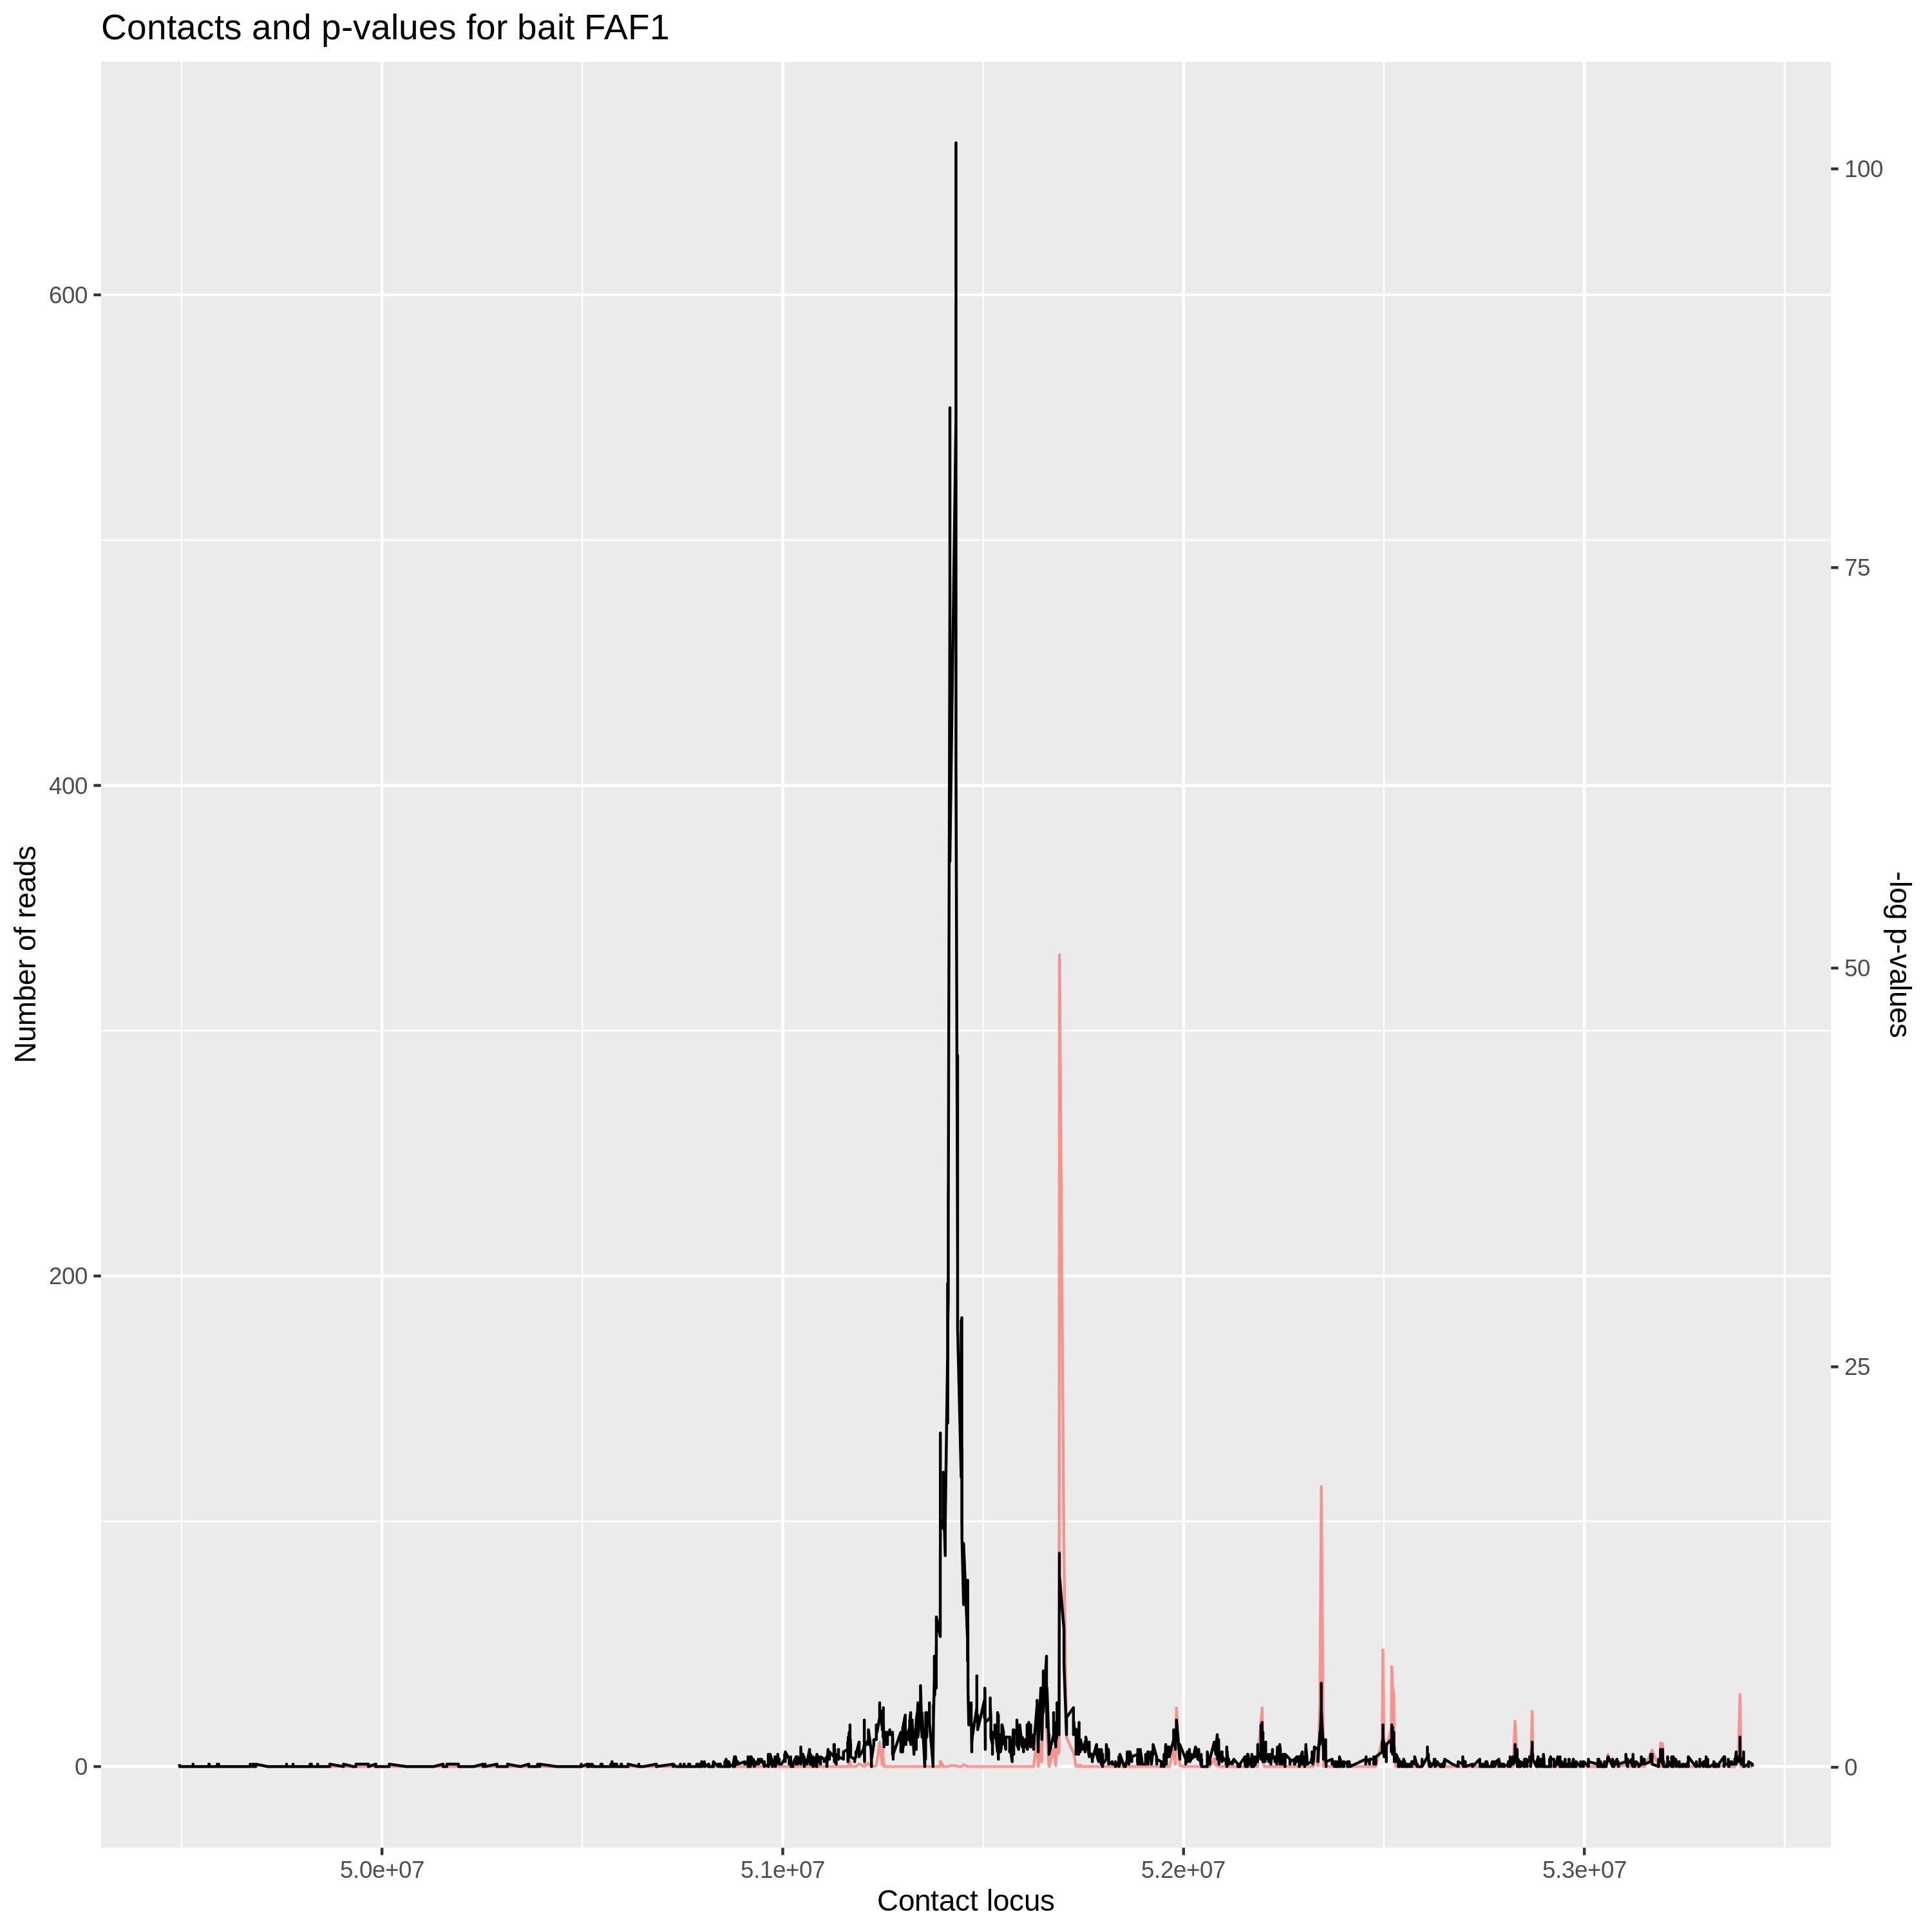 Contacts and p-values for bait FAF1
Number of reads
600
400
200
0
100
75
50
25
0
-log p-values
5.0e+07
5.1e+07
5.2e+07
5.3e+07
Contact locus